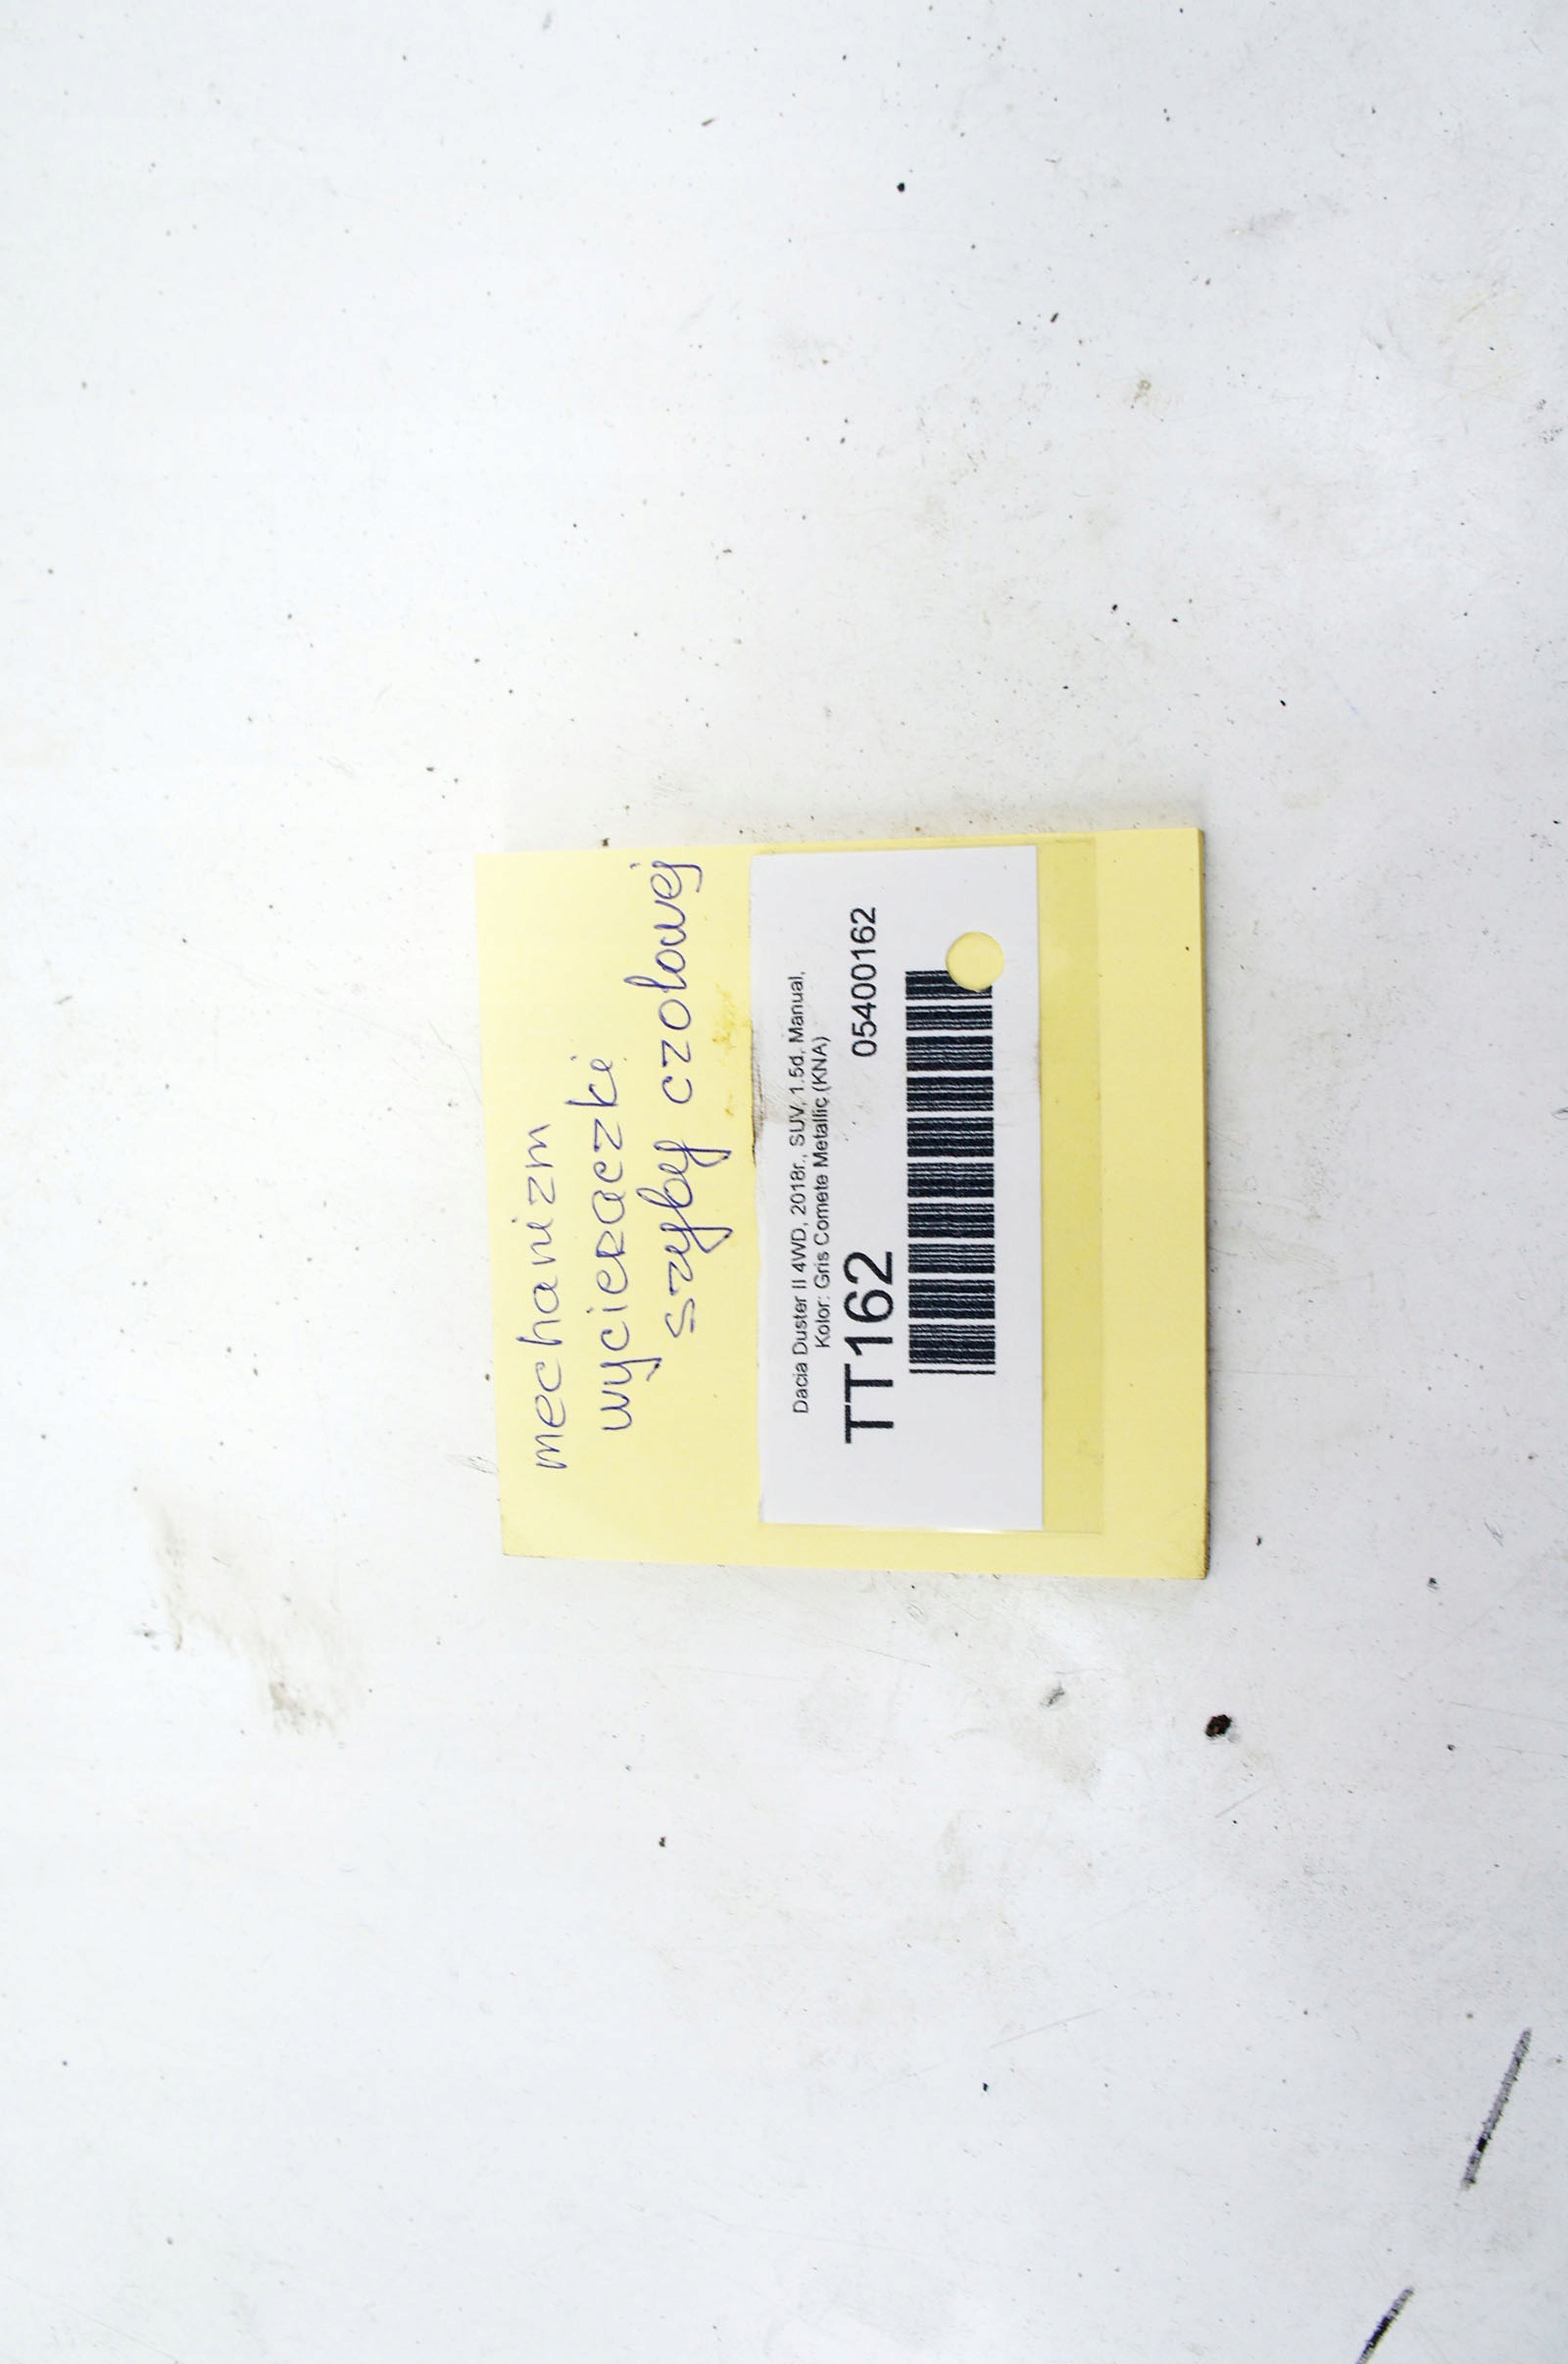 mechanizm
wycieraczki
szyby czołowej
Dacia Duster II 4WD, 2018r., SUV, 1.5d, Manual,
Kolor: Gris Comete Metallic (KNA)
TT162 05400162